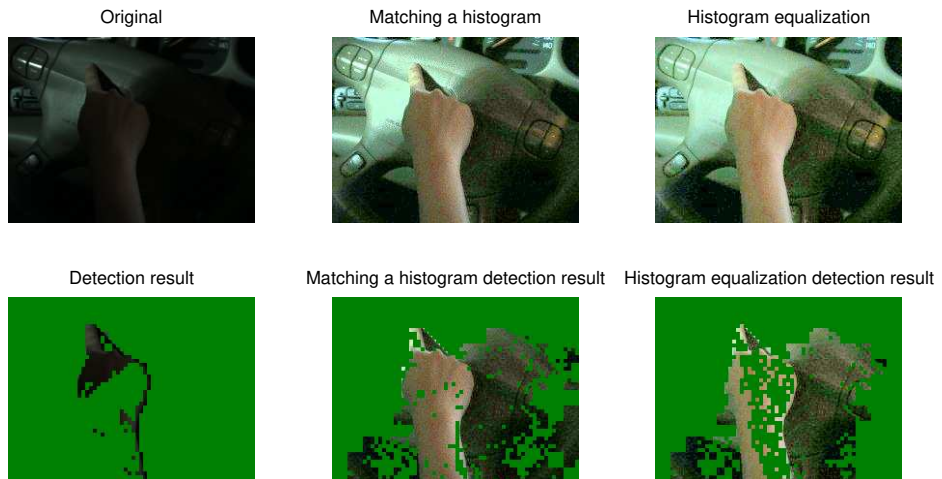 Original
Matching a histogram
Histogram equalization
Detection result
Matching a histogram detection result
Histogram equalization detection result